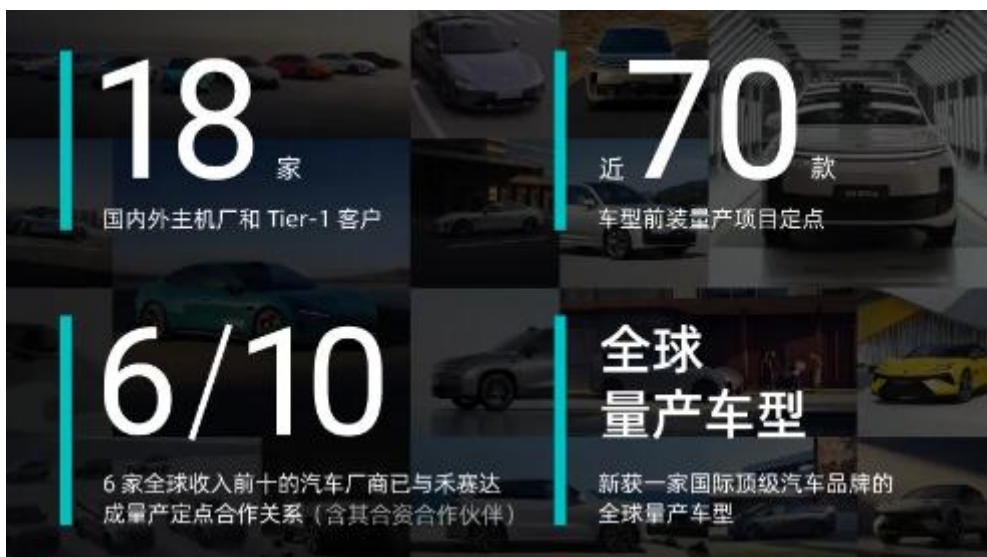 18 家
国内外主机厂和 Tier-1 客户
近 70 款
车型前装量产项目定点
6/10
6 家全球收入前十的汽车厂商已与禾赛达
成量产定点合作关系（含其合资合作伙伴）
全球
量产车型
新获一家国际顶级汽车品牌的
全球量产车型